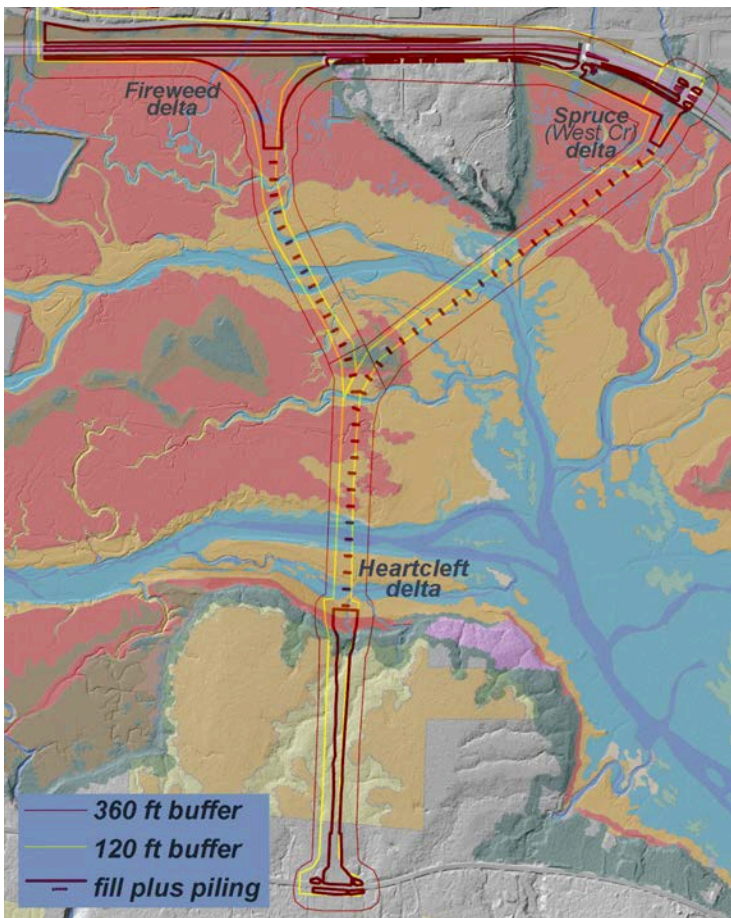 Fireweed
delta
Spruce
(West Cr)
delta
Heartcleft
delta
360 ft buffer
120 ft buffer
fill plus piling